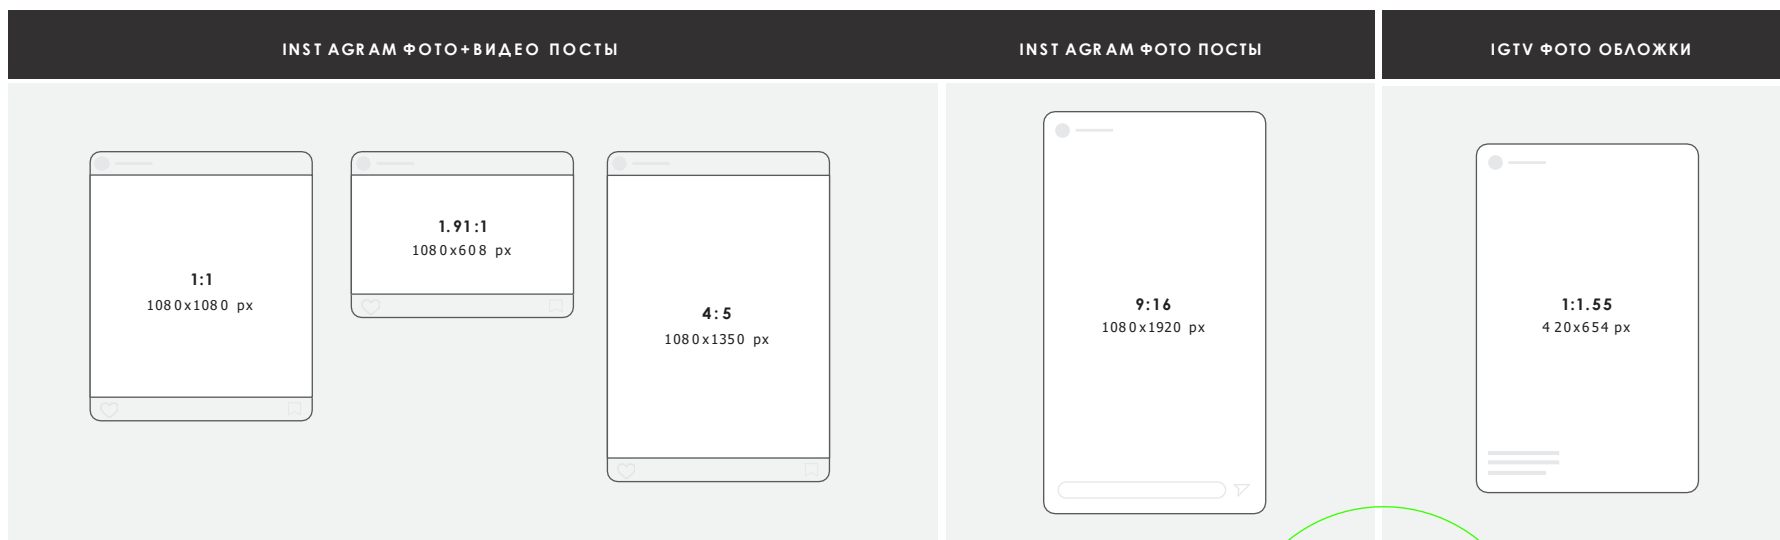 INSTAGRAM ФОТО+ВИДЕО ПОСТЫ
INSTAGRAM ФОТО ПОСТЫ
IGTV ФОТО ОБЛОЖКИ
1:1
1080x1080 px
1.91:1
1080x608 px
4:5
1080x1350 px
9:16
1080x1920 px
1:1.55
420x654 px